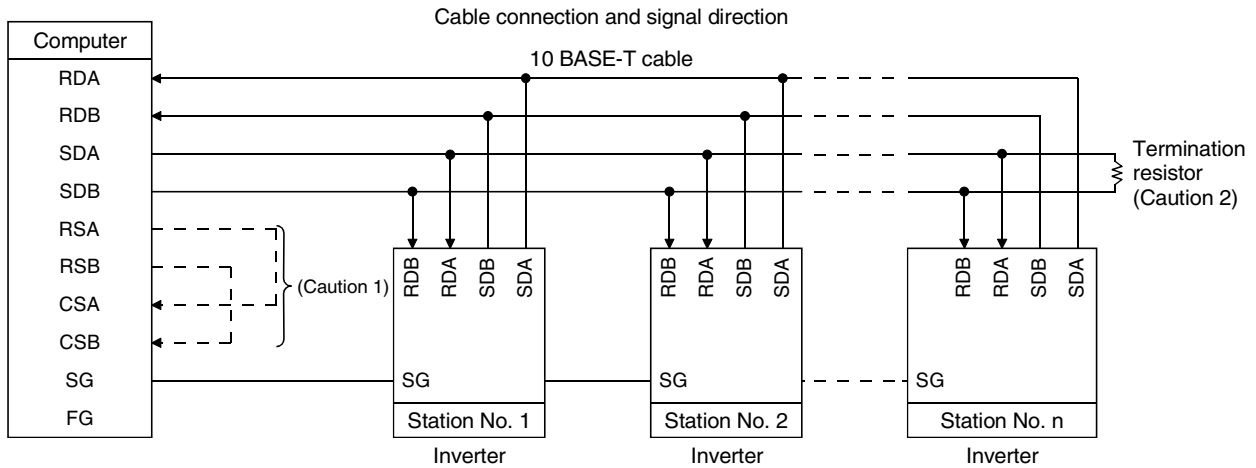 Cable connection and signal direction
10 BASE-T cable
Computer
RDA
RDB
SDA
SDB
RSA
RSB
CSA
CSB
SG
FG
(Caution 1)
Termination
resistor
(Caution 2)
RDB
RDA
SDB
SDA
SG
Station No. 1
Inverter
RDB
RDA
SDB
SDA
SG
Station No. 2
Inverter
RDB
RDA
SDB
SDA
SG
Station No. n
Inverter